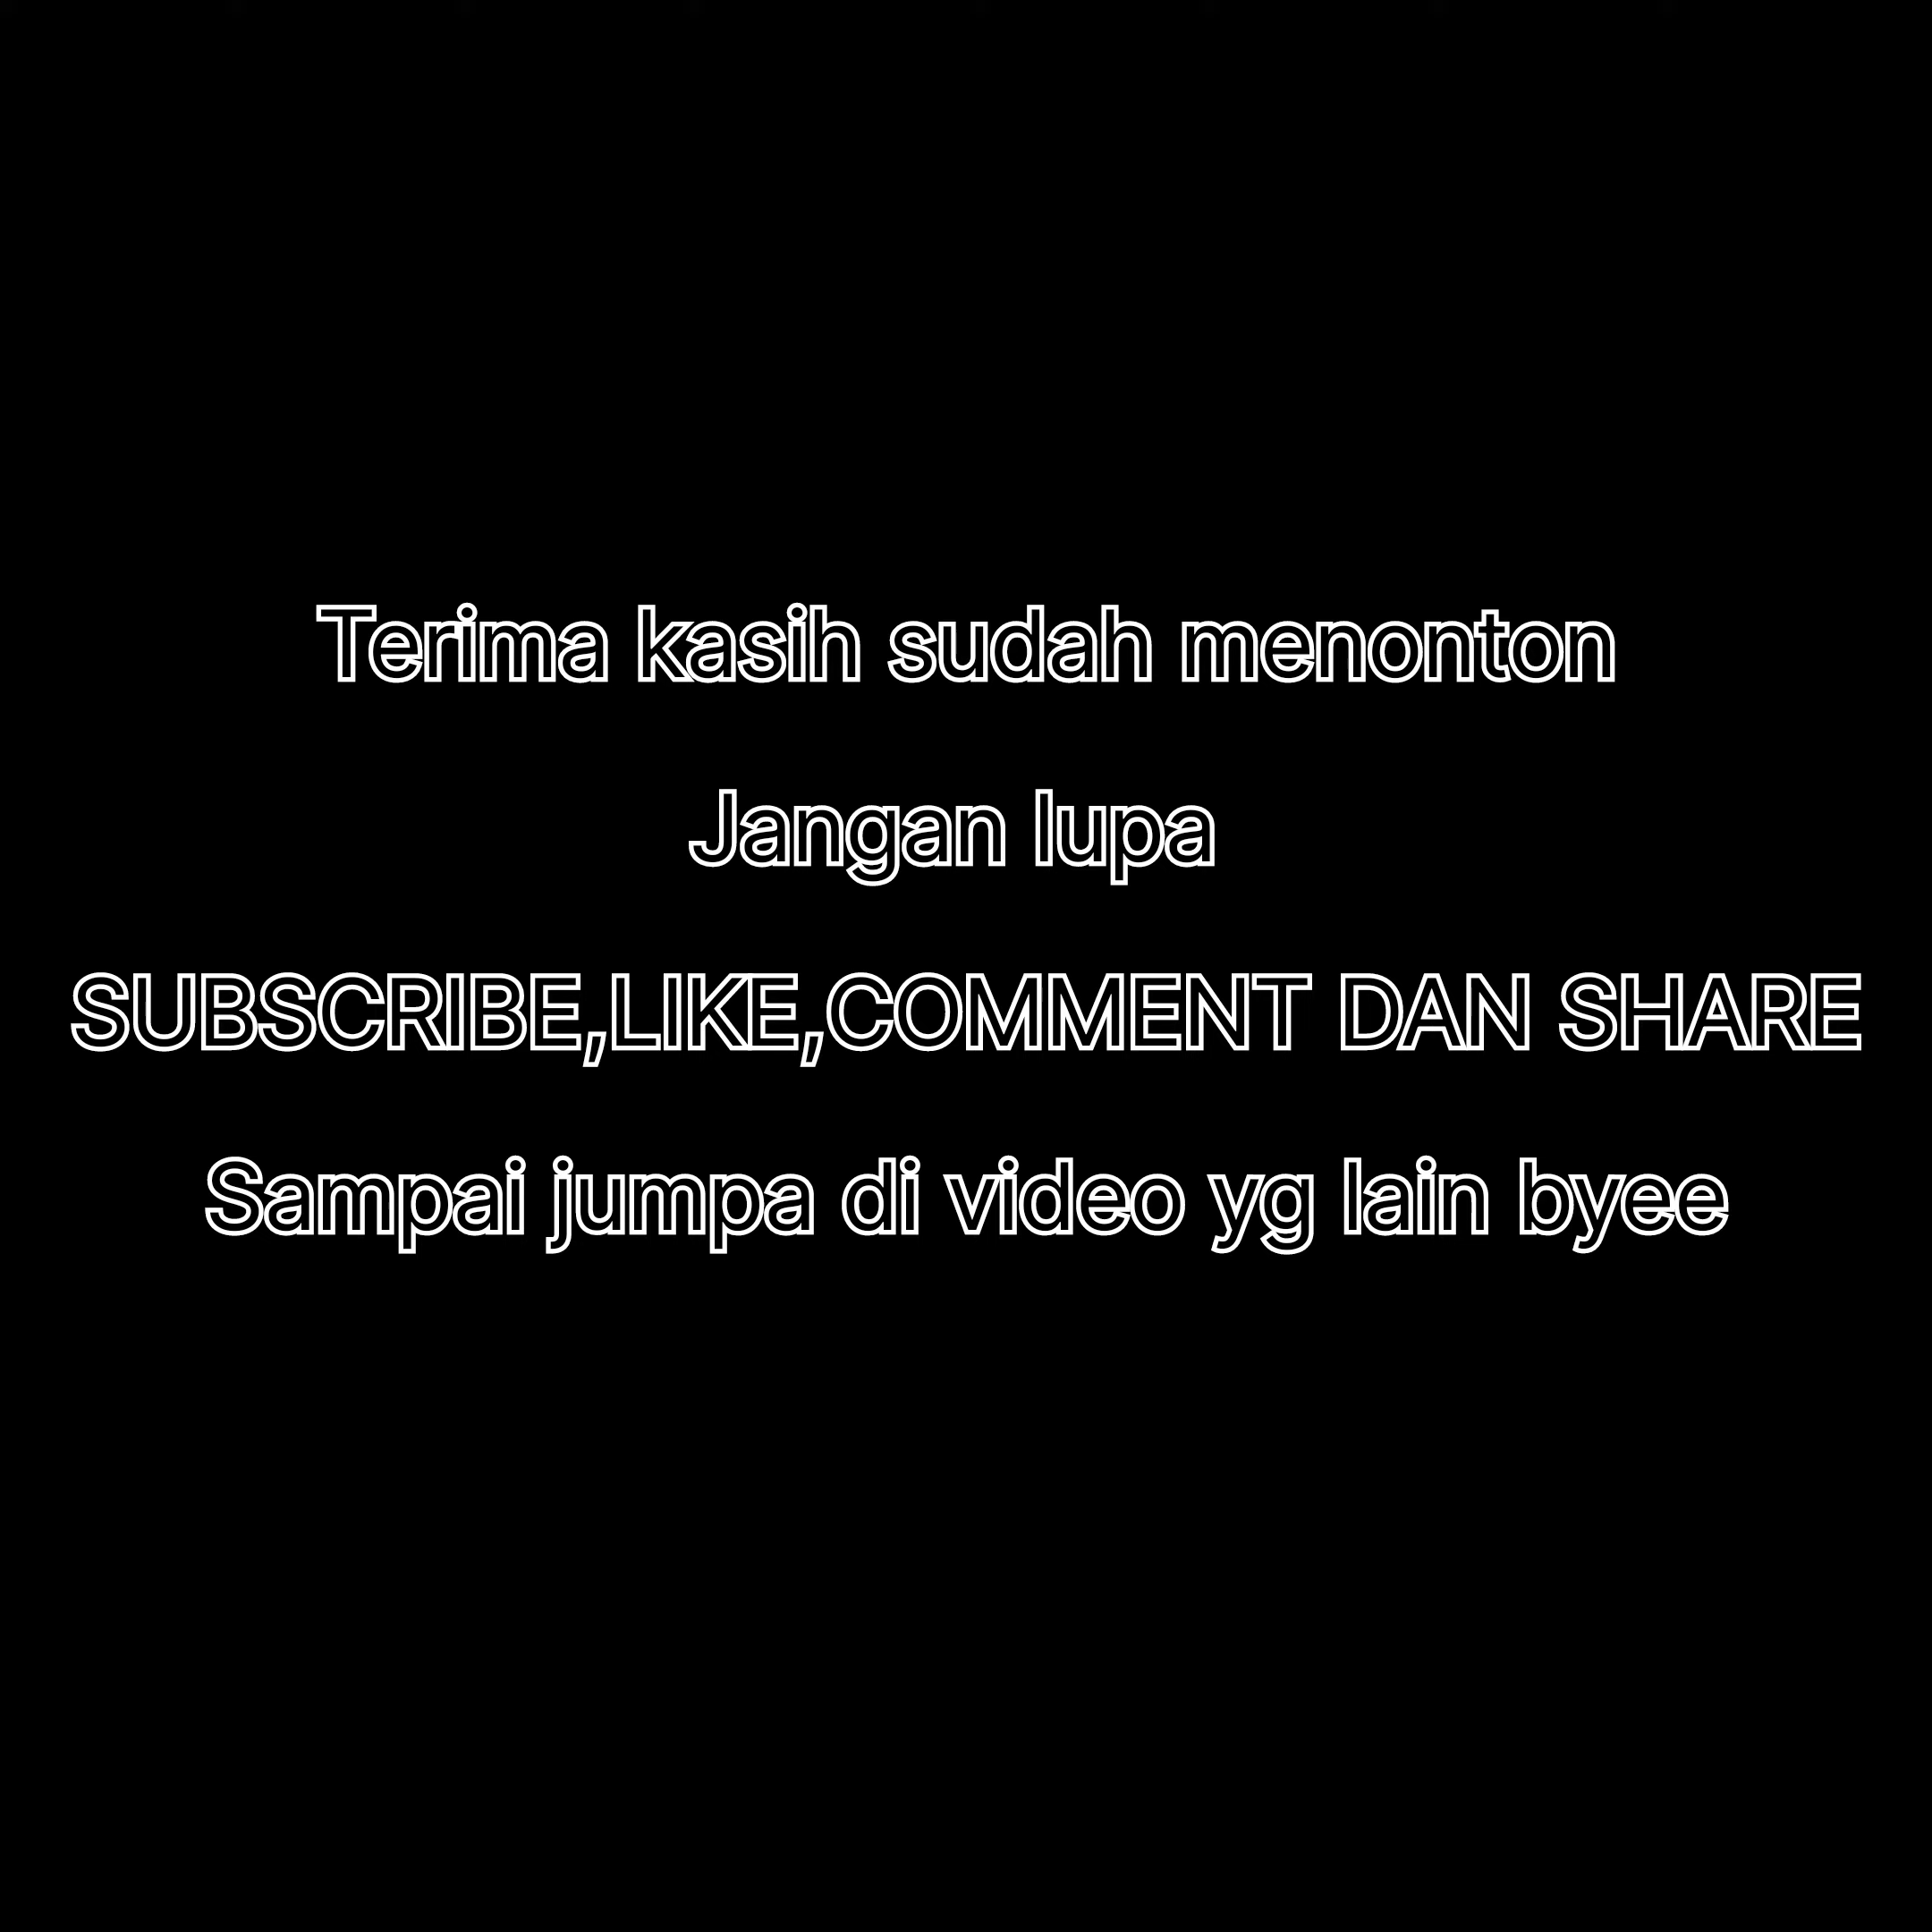 Terima kasih sudah menonton
Jangan lupa
SUBSCRIBE,LIKE,COMMENT DAN SHARE
Sampai jumpa di video yg lain byee